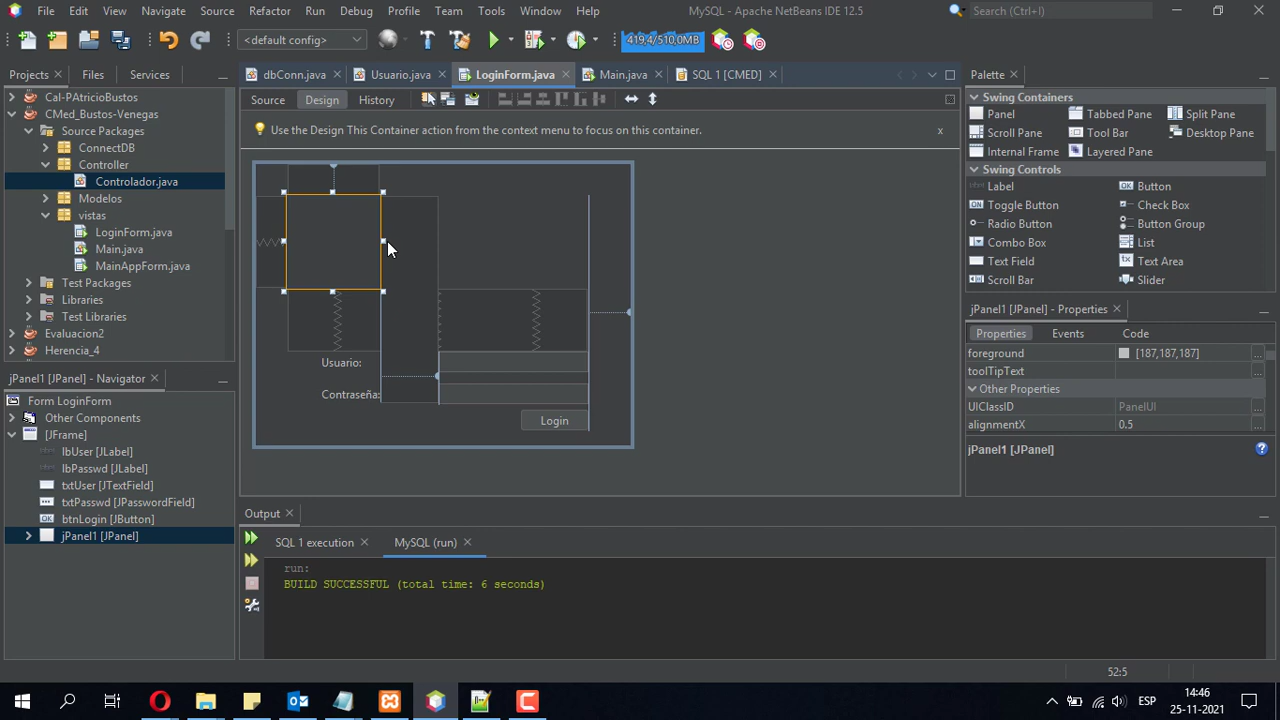 File Edit View Navigate Source Refactor Run Debug Profile Team Tools Window Help MySQL - Apache NetBeans IDE 12.5 Search (Ctrl+I)
<default config> 419,4/510,0MB
Projects Files Services
dbConn.java Usuario.java LoginForm.java Main.java SQL 1 [CMED]
Palette
Source Design History
Use the Design This Container action from the context menu to focus on this container. x
Cal-PAtricioBustos
CMed_Bustos-Venegas
Source Packages
ConnectDB
Controller
Controlador.java
Modelos
vistas
LoginForm.java
Main.java
MainAppForm.java
Test Packages
Libraries
Test Libraries
Evaluacion2
Herencia_4
Usuario:
Contraseña:
Login
Swing Containers
Panel Tabbed Pane Split Pane
Scroll Pane Tool Bar Desktop Pane
Internal Frame Layered Pane
Swing Controls
Label Button
Toggle Button Check Box
Radio Button Button Group
Combo Box List
Text Field Text Area
Scroll Bar Slider
jPanel1 [JPanel] - Properties
Properties Events Code
foreground [187,187,187] ...
toolTipText ...
Other Properties
UIClassID PanelUI ...
alignmentX 0.5 ...
jPanel1 [JPanel]
jPanel1 [JPanel] - Navigator
Form LoginForm
Other Components
[JFrame]
lbUser [JLabel]
lbPasswd [JLabel]
txtUser [JTextField]
txtPasswd [JPasswordField]
btnLogin [JButton]
jPanel1 [JPanel]
Output
SQL 1 execution MySQL (run)
run:
BUILD SUCCESSFUL (total time: 6 seconds)
52:5
ESP
14:46
25-11-2021